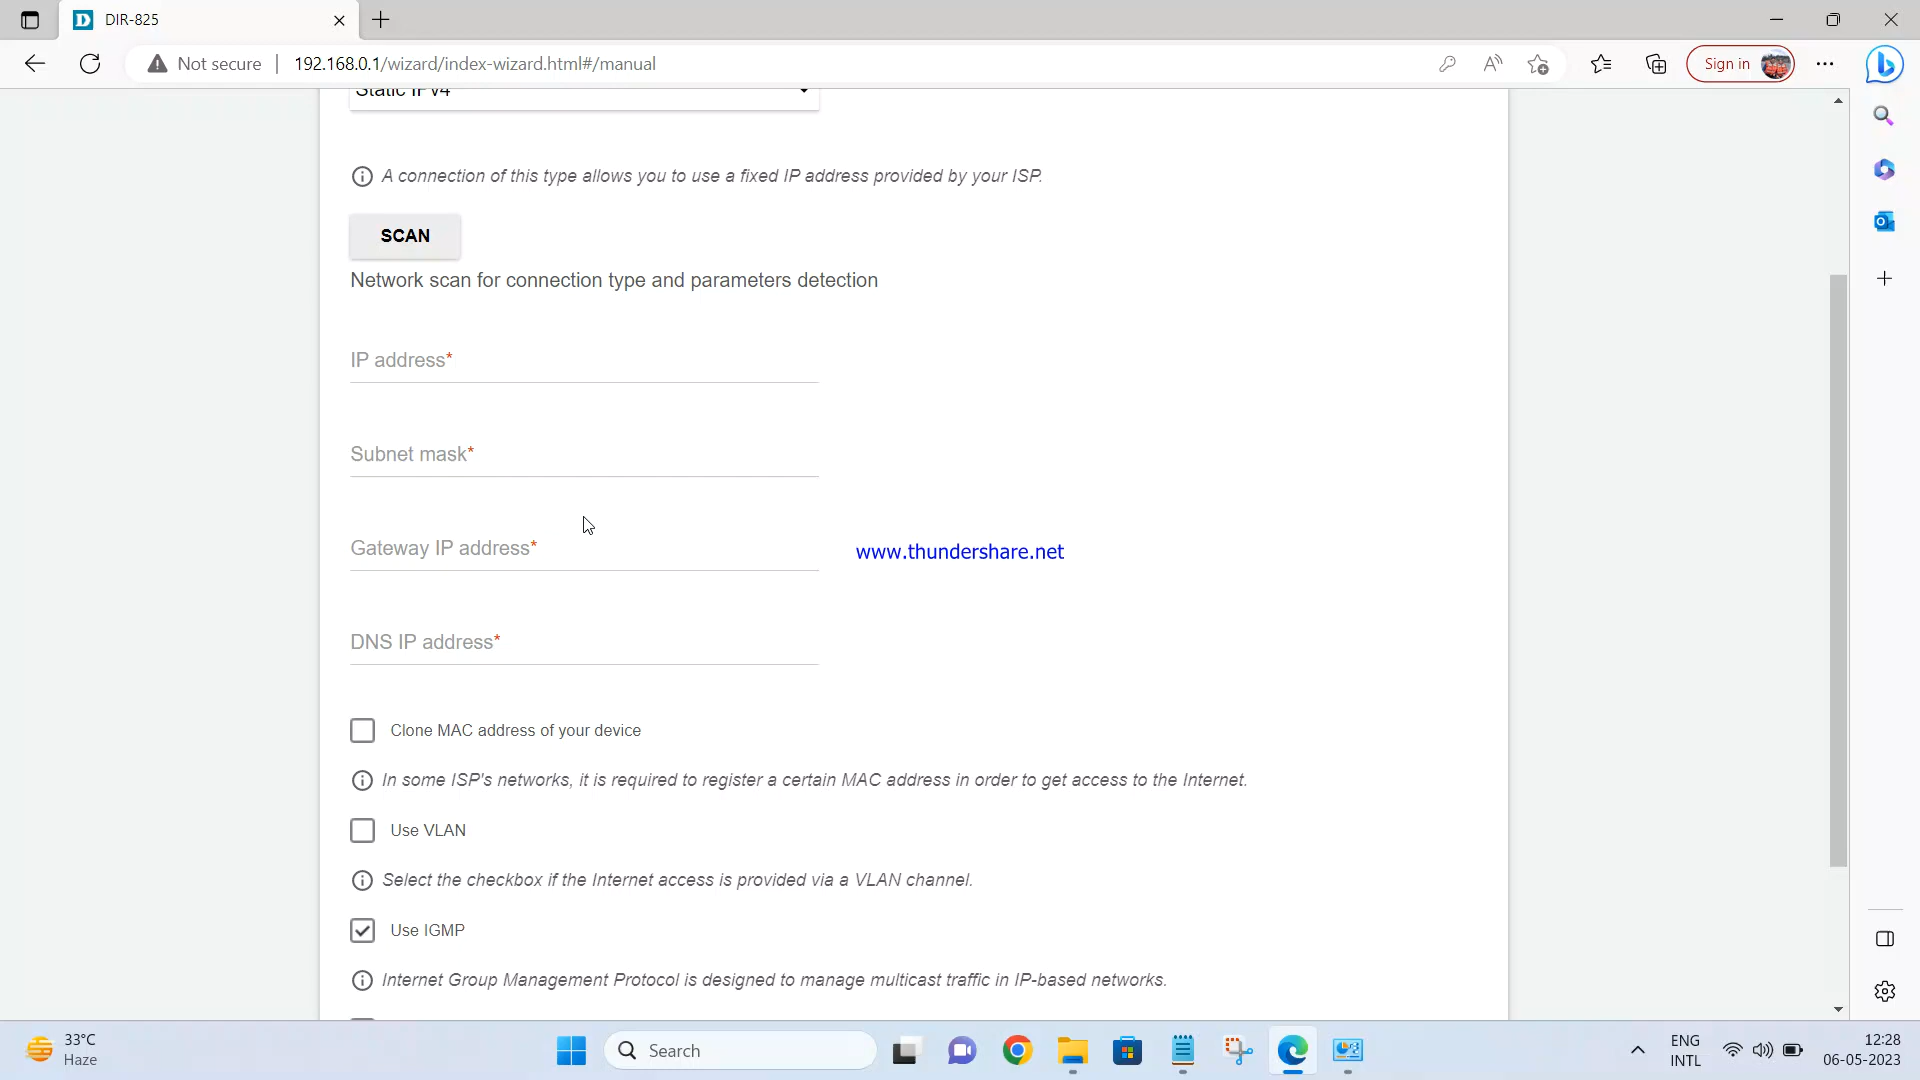 DIR-825
Not secure
192.168.0.1/wizard/index-wizard.html#/manual
Sign in
Static IPv4
A connection of this type allows you to use a fixed IP address provided by your ISP.
SCAN
Network scan for connection type and parameters detection
IP address*
Subnet mask*
Gateway IP address*
www.thundershare.net
DNS IP address*
Clone MAC address of your device
In some ISP's networks, it is required to register a certain MAC address in order to get access to the Internet.
Use VLAN
Select the checkbox if the Internet access is provided via a VLAN channel.
Use IGMP
Internet Group Management Protocol is designed to manage multicast traffic in IP-based networks.
33°C
Haze
Search
ENG
INTL
12:28
06-05-2023